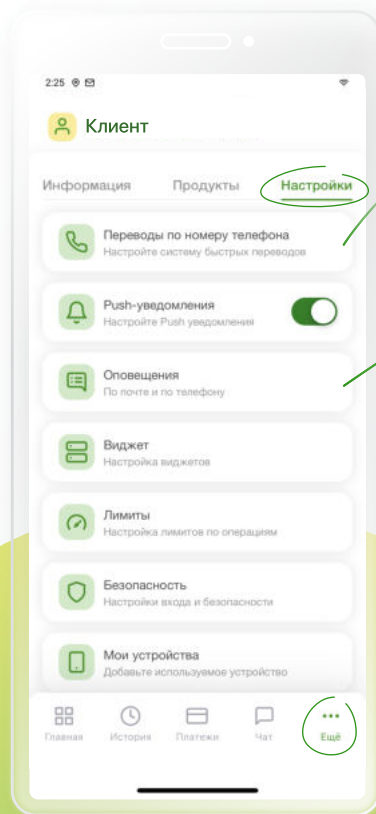 2:25
Клиент
Информация Продукты Настройки
Переводы по номеру телефона
Настройте систему быстрых переводов
Push-уведомления
Настройте Push уведомления
Оповещения
По почте и по телефону
Виджет
Настройка виджетов
Лимиты
Настройка лимитов по операциям
Безопасность
Настройки входа и безопасности
Мои устройства
Добавьте используемое устройство
Главная История Платежи Чат Ещё